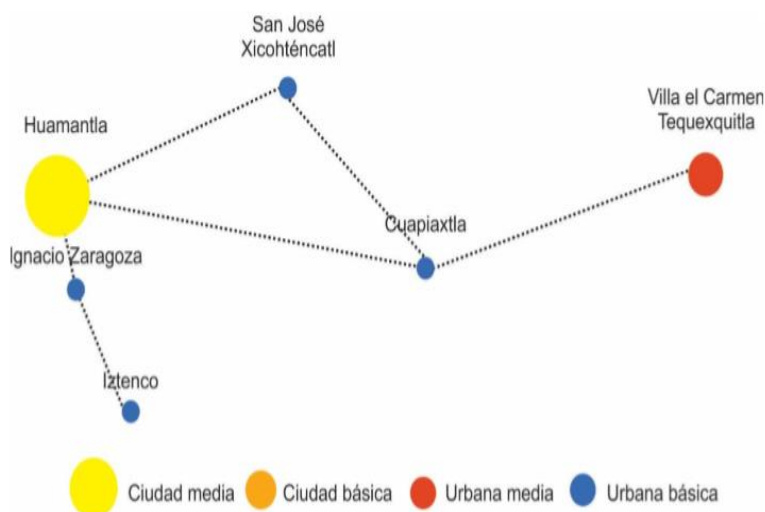 San José
Xicohténcatl
Villa el Carmen
Tequexquitla
Huamantla
Cuapiaxtla
Ignacio Zaragoza
Iztenco
Ciudad media
Ciudad básica
Urbana media
Urbana básica